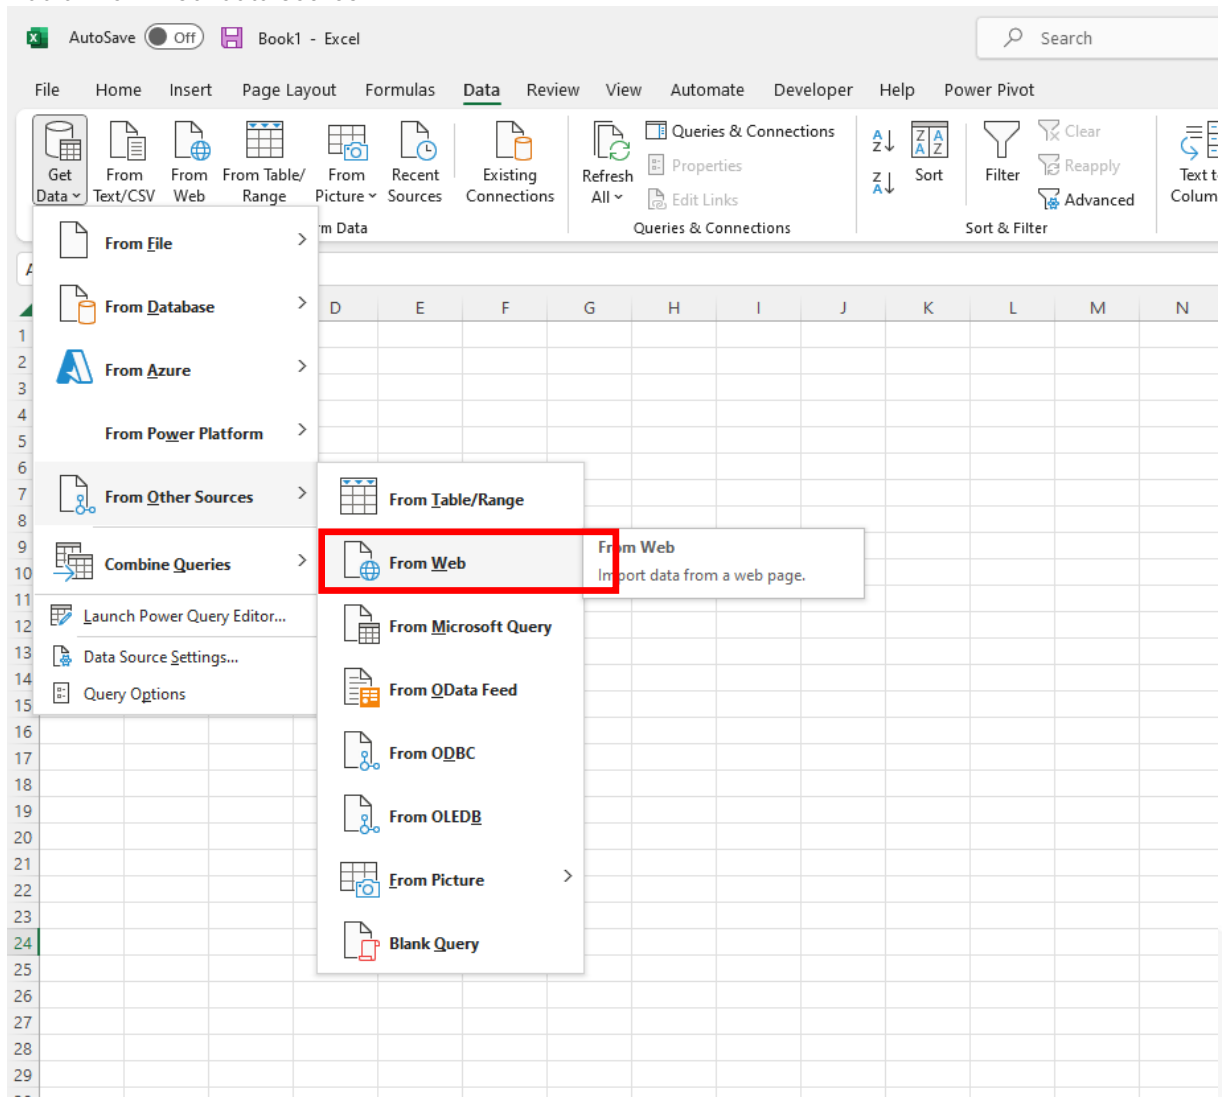 AutoSave Off Book1 - Excel Search
File Home Insert Page Layout Formulas Data Review View Automate Developer Help Power Pivot
Get Data
From Text/CSV
From Web
From Table/ Range
From Picture
Recent Sources
Existing Connections
Refresh All
Queries & Connections
Properties
Edit Links
Queries & Connections
A Z
Z A
Z A A Z
Sort
Filter
Clear
Reapply
Advanced
Sort & Filter
Text t
Colum
m Data
From File
From Database
From Azure
From Power Platform
From Other Sources
Combine Queries
Launch Power Query Editor...
Data Source Settings...
Query Options
From Table/Range
From Web
From Microsoft Query
From OData Feed
From ODBC
From OLEDB
From Picture
Blank Query
From Web
Import data from a web page.
D E F G H I J K L M N
1
2
3
4
5
6
7
8
9
10
11
12
13
14
15
16
17
18
19
20
21
22
23
24
25
26
27
28
29